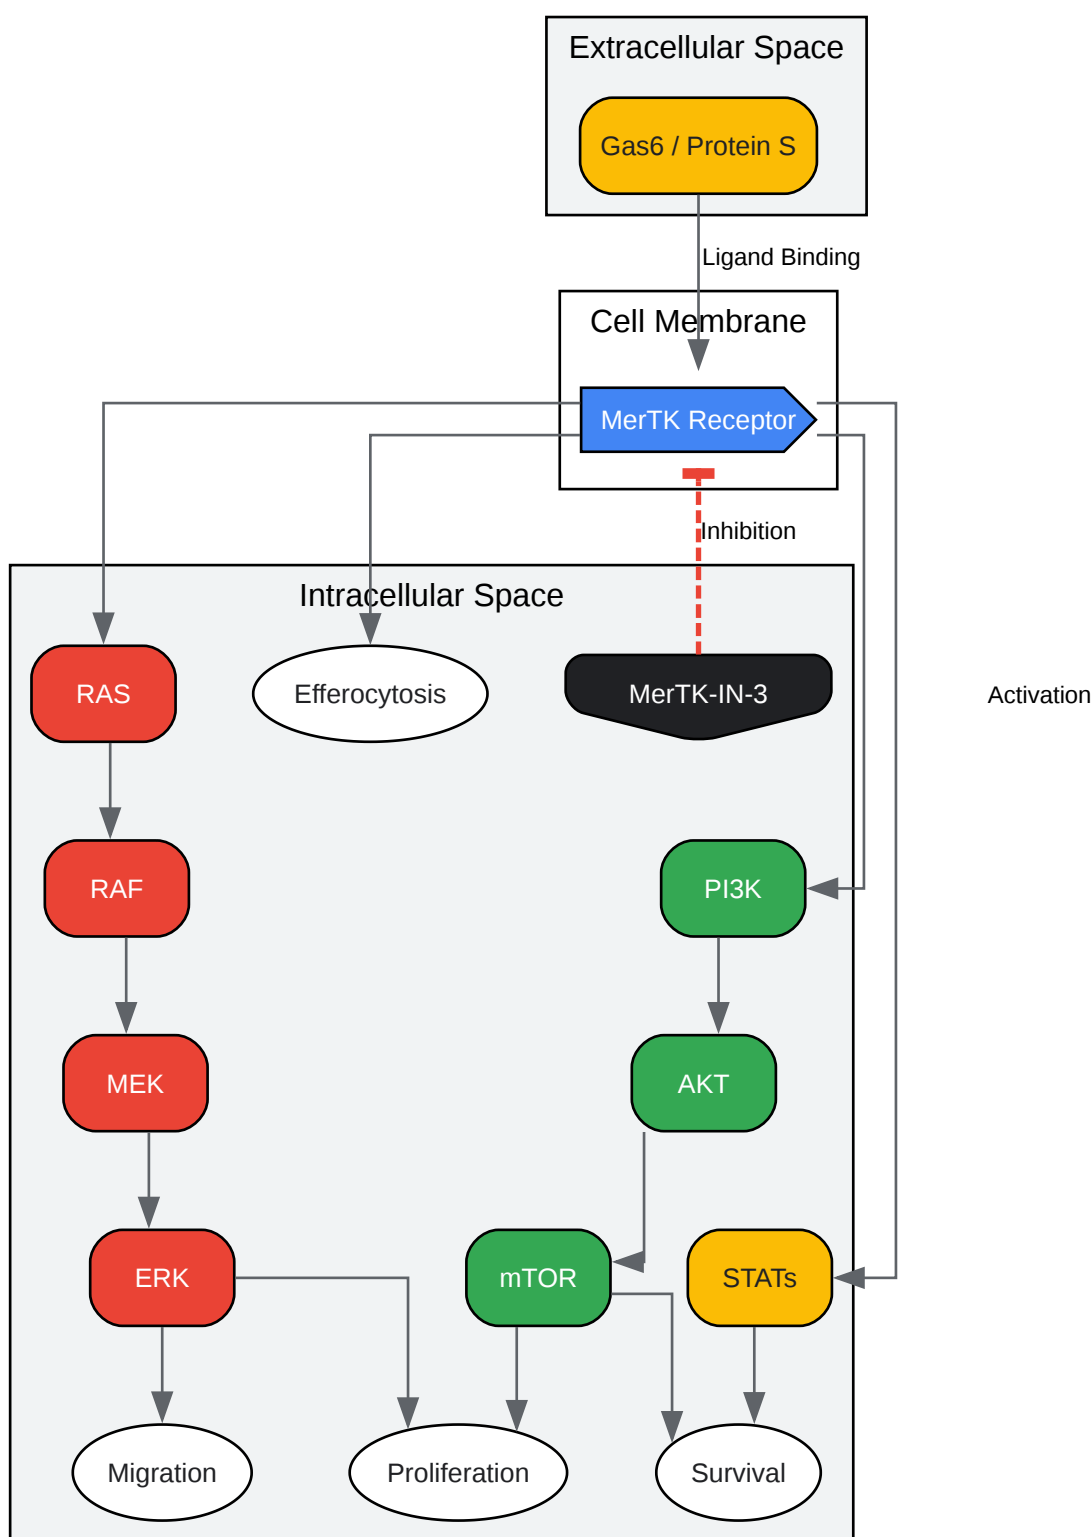 Extracellular Space
Gas6 / Protein S
Ligand Binding
Cell Membrane
MerTK Receptor
Inhibition
Intracellular Space
RAS
Efferocytosis
MerTK-IN-3
Activation
RAF
PI3K
MEK
AKT
ERK
mTOR
STATs
Migration
Proliferation
Survival